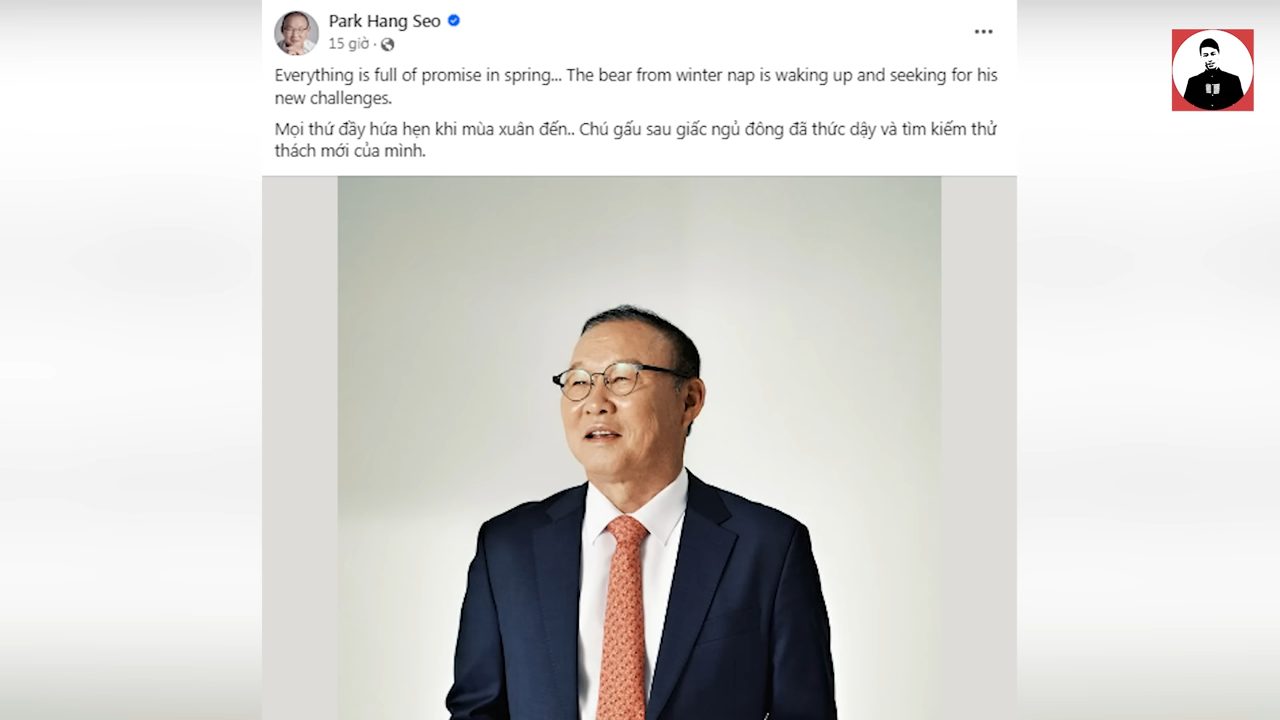 Park Hang Seo
15 giờ ·
Everything is full of promise in spring... The bear from winter nap is waking up and seeking for his
new challenges.
Mọi thứ đầy hứa hẹn khi mùa xuân đến.. Chú gấu sau giấc ngủ đông đã thức dậy và tìm kiếm thử
thách mới của mình.